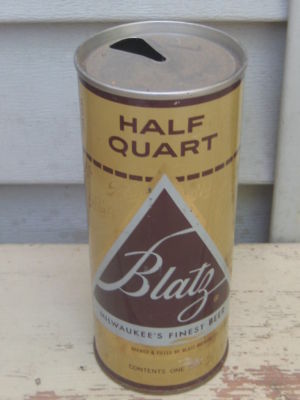 HALF
QUART
Blatz
MILWAUKEE'S FINEST BEER
CONTENTS ONE